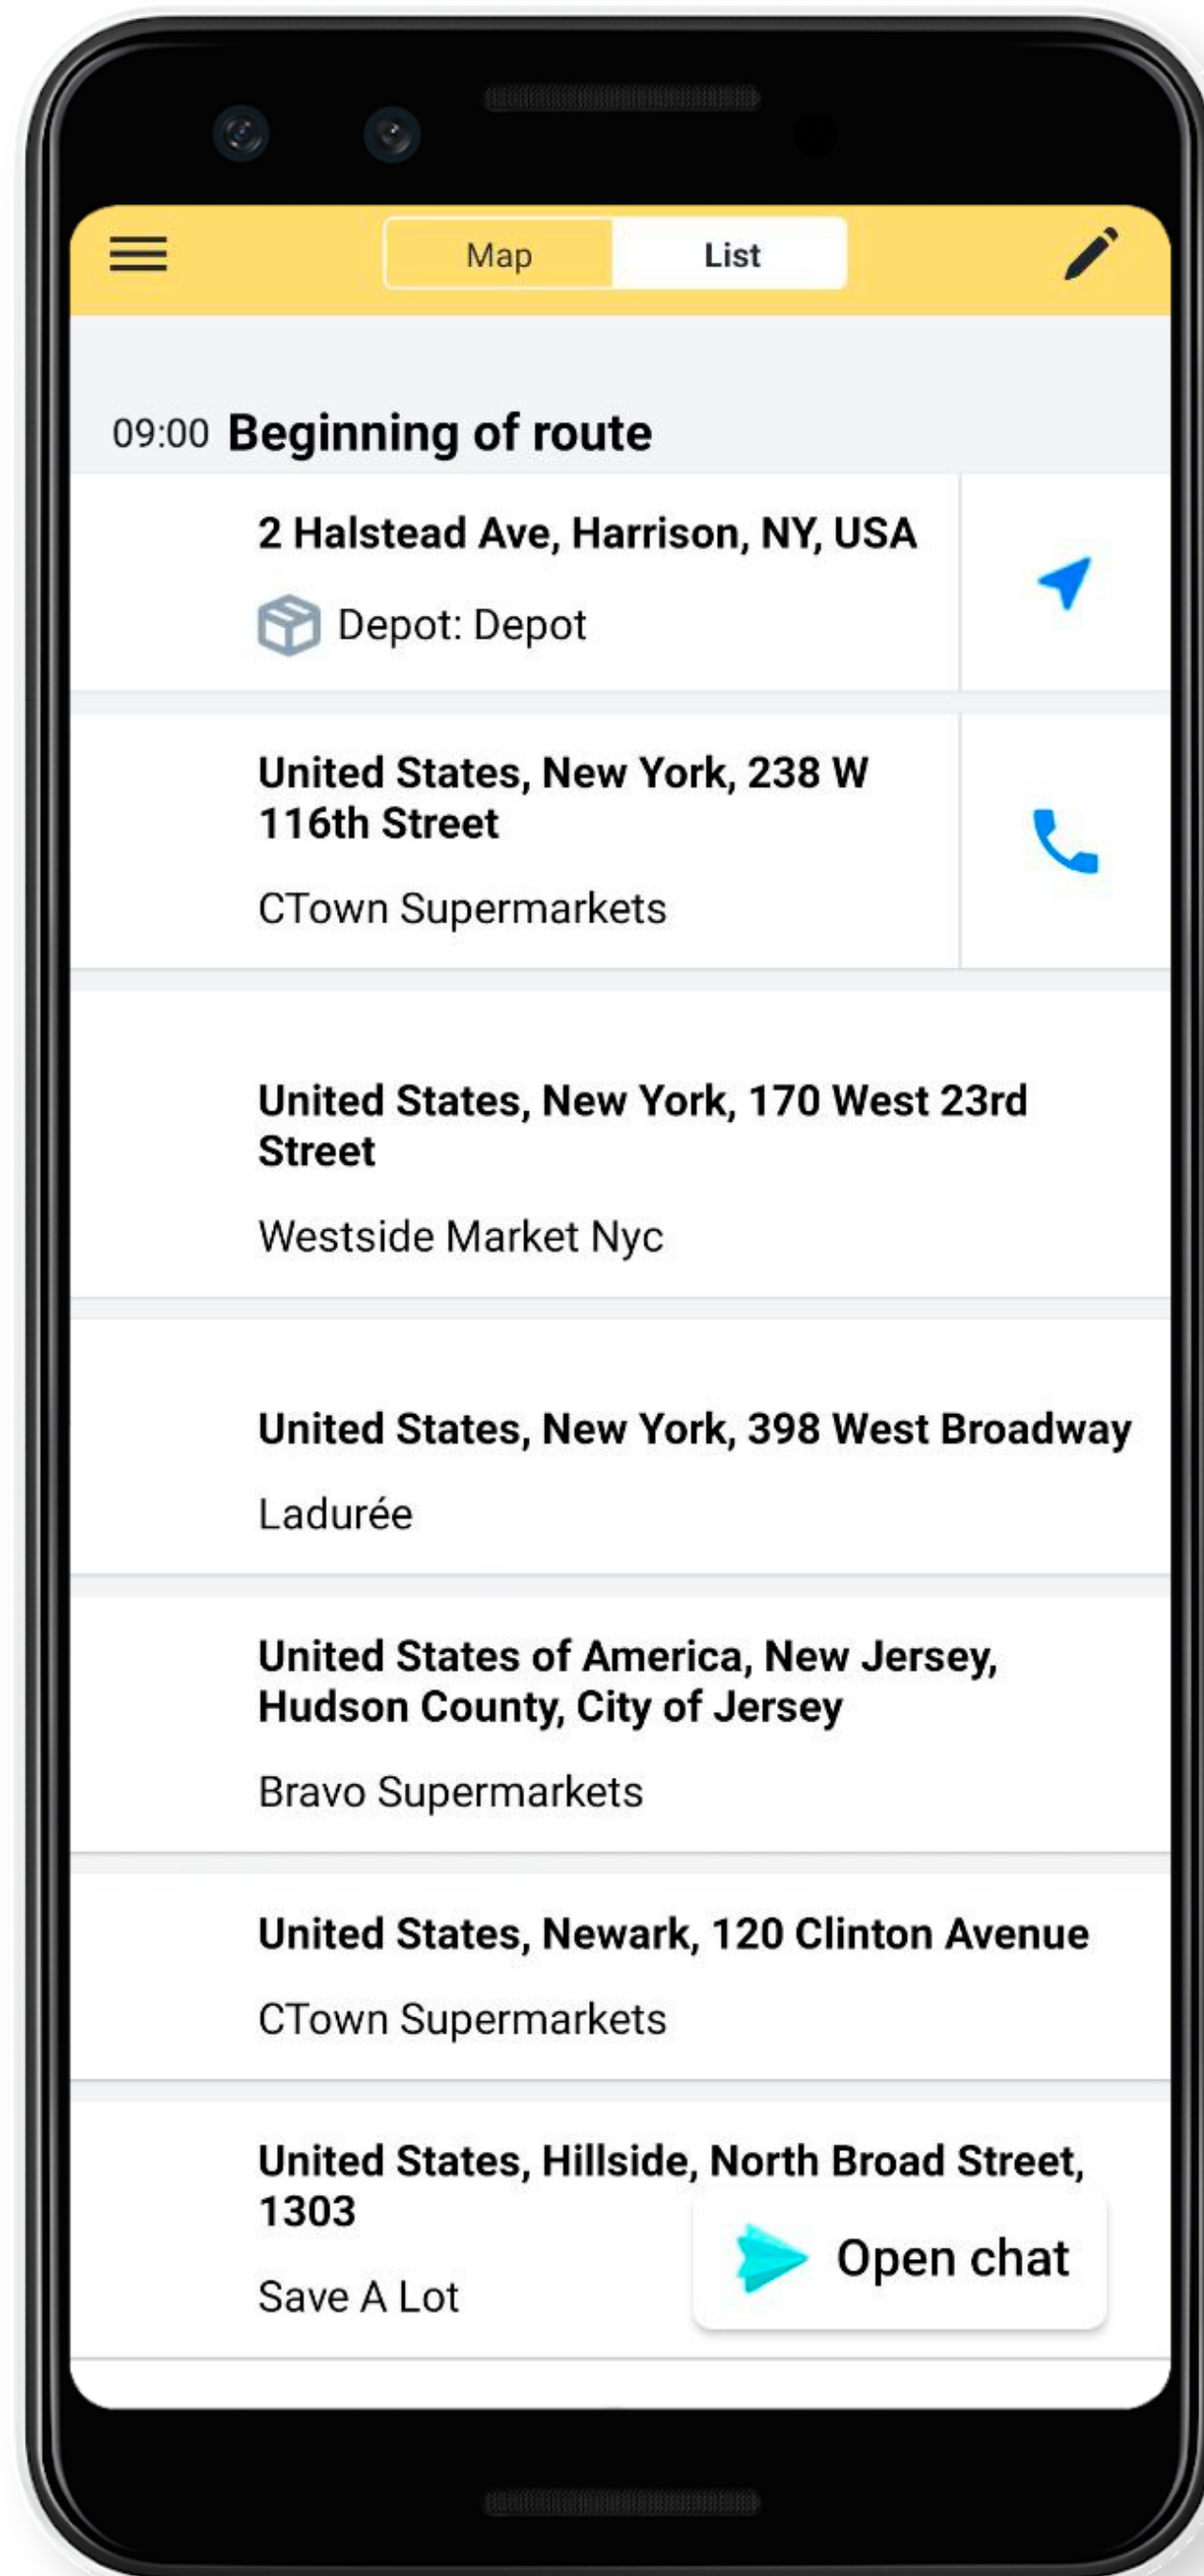 Map List
09:00 Beginning of route
2 Halstead Ave, Harrison, NY, USA
Depot: Depot
United States, New York, 238 W
116th Street
CTown Supermarkets
United States, New York, 170 West 23rd
Street
Westside Market Nyc
United States, New York, 398 West Broadway
Ladurée
United States of America, New Jersey,
Hudson County, City of Jersey
Bravo Supermarkets
United States, Newark, 120 Clinton Avenue
CTown Supermarkets
United States, Hillside, North Broad Street,
1303
Open chat
Save A Lot